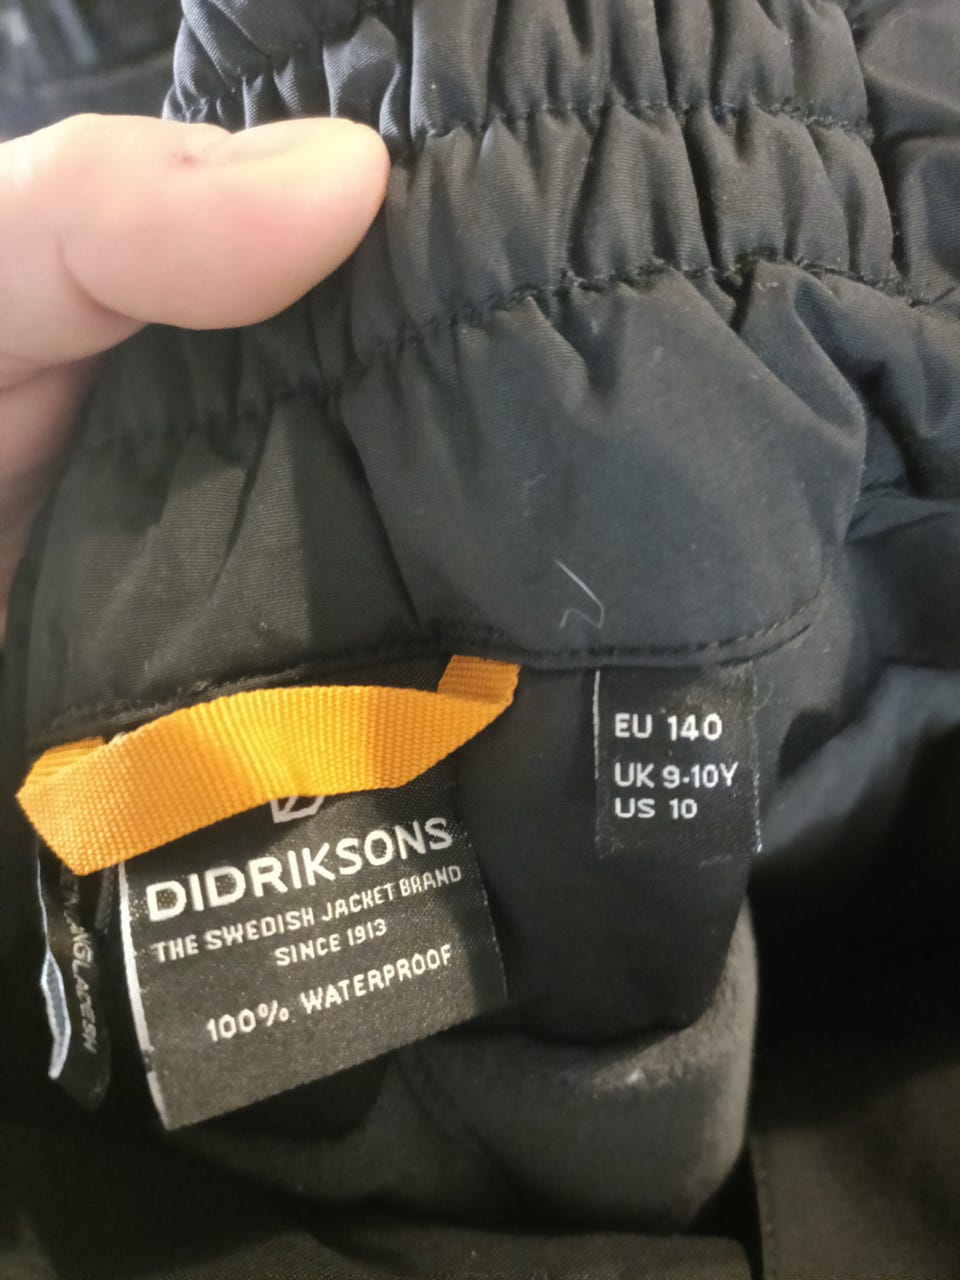 DIDRIKSONS
THE SWEDISH JACKET BRAND
SINCE 1913
100% WATERPROOF
EU 140
UK 9-10Y
US 10